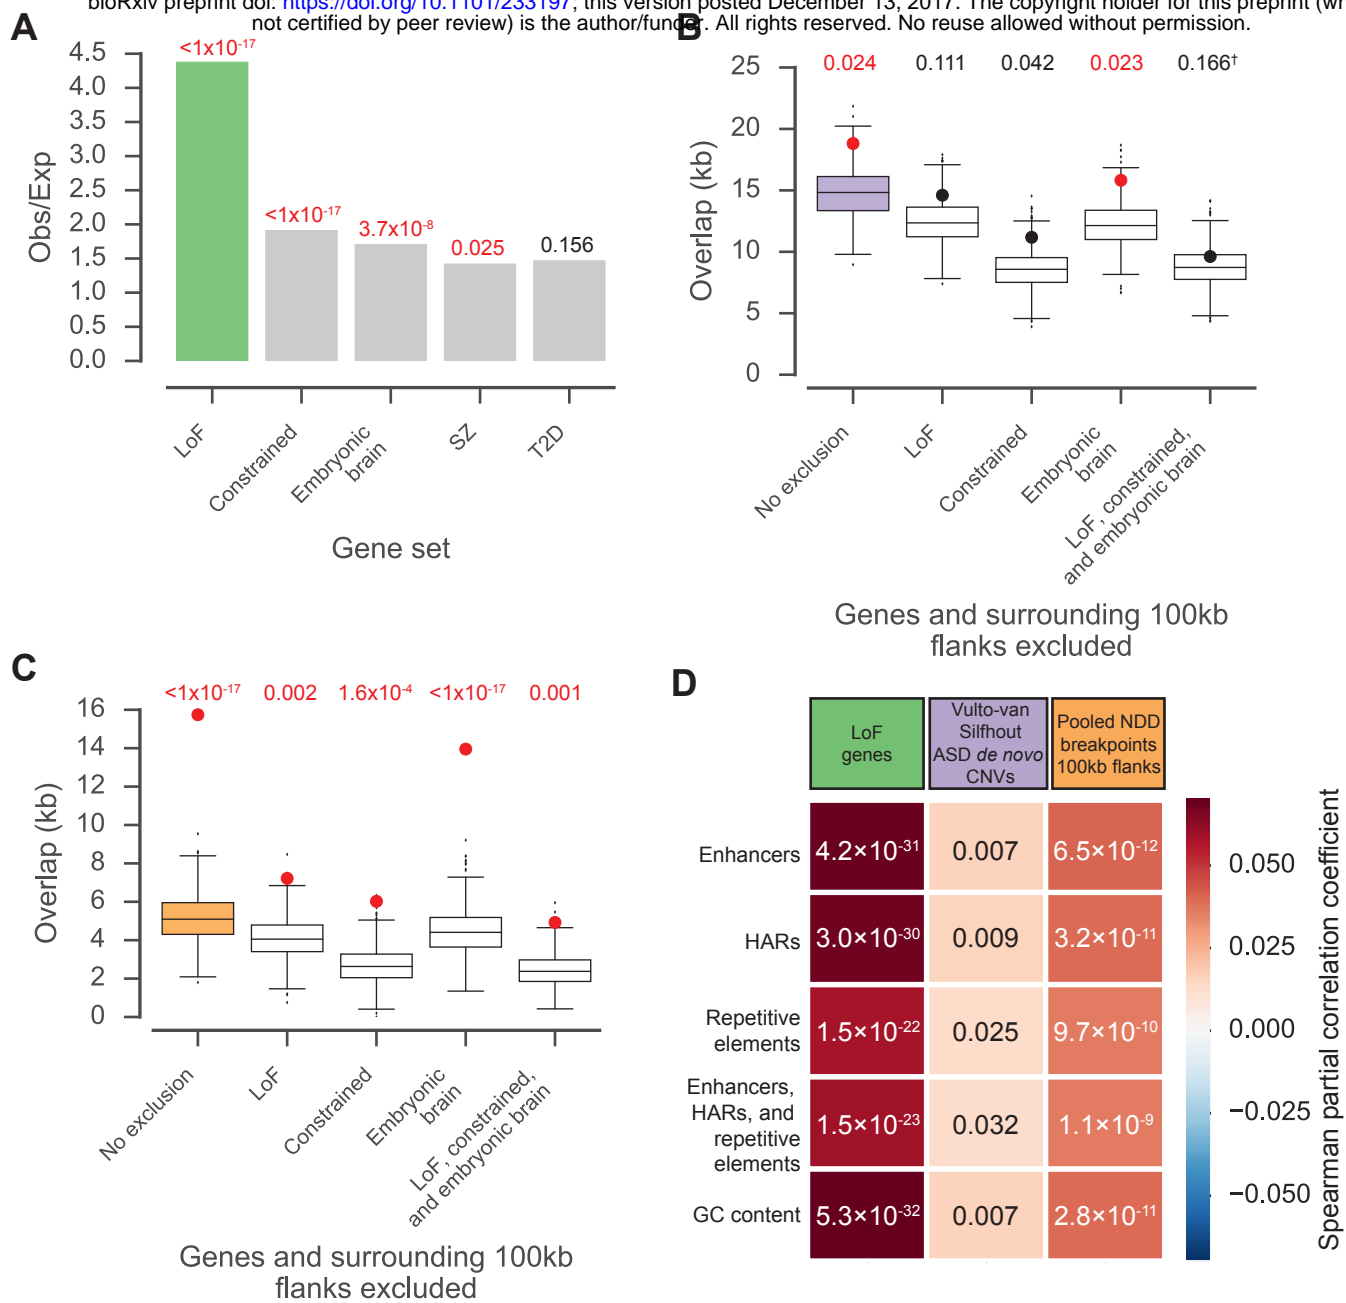 bioRxiv preprint doi: https://doi.org/10.1101/233197; this version posted December 13, 2017. The copyright holder for this preprint (wh
not certified by peer review) is the author/funder. All rights reserved. No reuse allowed without permission.
A
<1x10-17
4.5
4.0
3.5
3.0
2.5
2.0
1.5
1.0
0.5
0.0
Obs/Exp
<1x10-17
3.7x10-8
0.025
0.156
LoF
Constrained
Embryonic
brain
SZ
T2D
Gene set
B
0.024
0.111
0.042
0.023
0.166†
25
20
15
10
5
0
Overlap (kb)
No exclusion
LoF
Constrained
Embryonic
brain
LoF, constrained,
and embryonic brain
Genes and surrounding 100kb
flanks excluded
C
<1x10-17
0.002
1.6x10-4
<1x10-17
0.001
16
14
12
10
8
6
4
2
0
Overlap (kb)
No exclusion
LoF
Constrained
Embryonic
brain
LoF, constrained,
and embryonic brain
Genes and surrounding 100kb
flanks excluded
D
LoF
genes
Vulto-van
Silfhout
ASD de novo
CNVs
Pooled NDD
breakpoints
100kb flanks
Enhancers
4.2×10-31
0.007
6.5×10-12
HARs
3.0×10-30
0.009
3.2×10-11
Repetitive
elements
1.5×10-22
0.025
9.7×10-10
Enhancers,
HARs, and
repetitive
elements
1.5×10-23
0.032
1.1×10-9
GC content
5.3×10-32
0.007
2.8×10-11
0.050
0.025
0.000
−0.025
−0.050
Spearman partial correlation coefficient